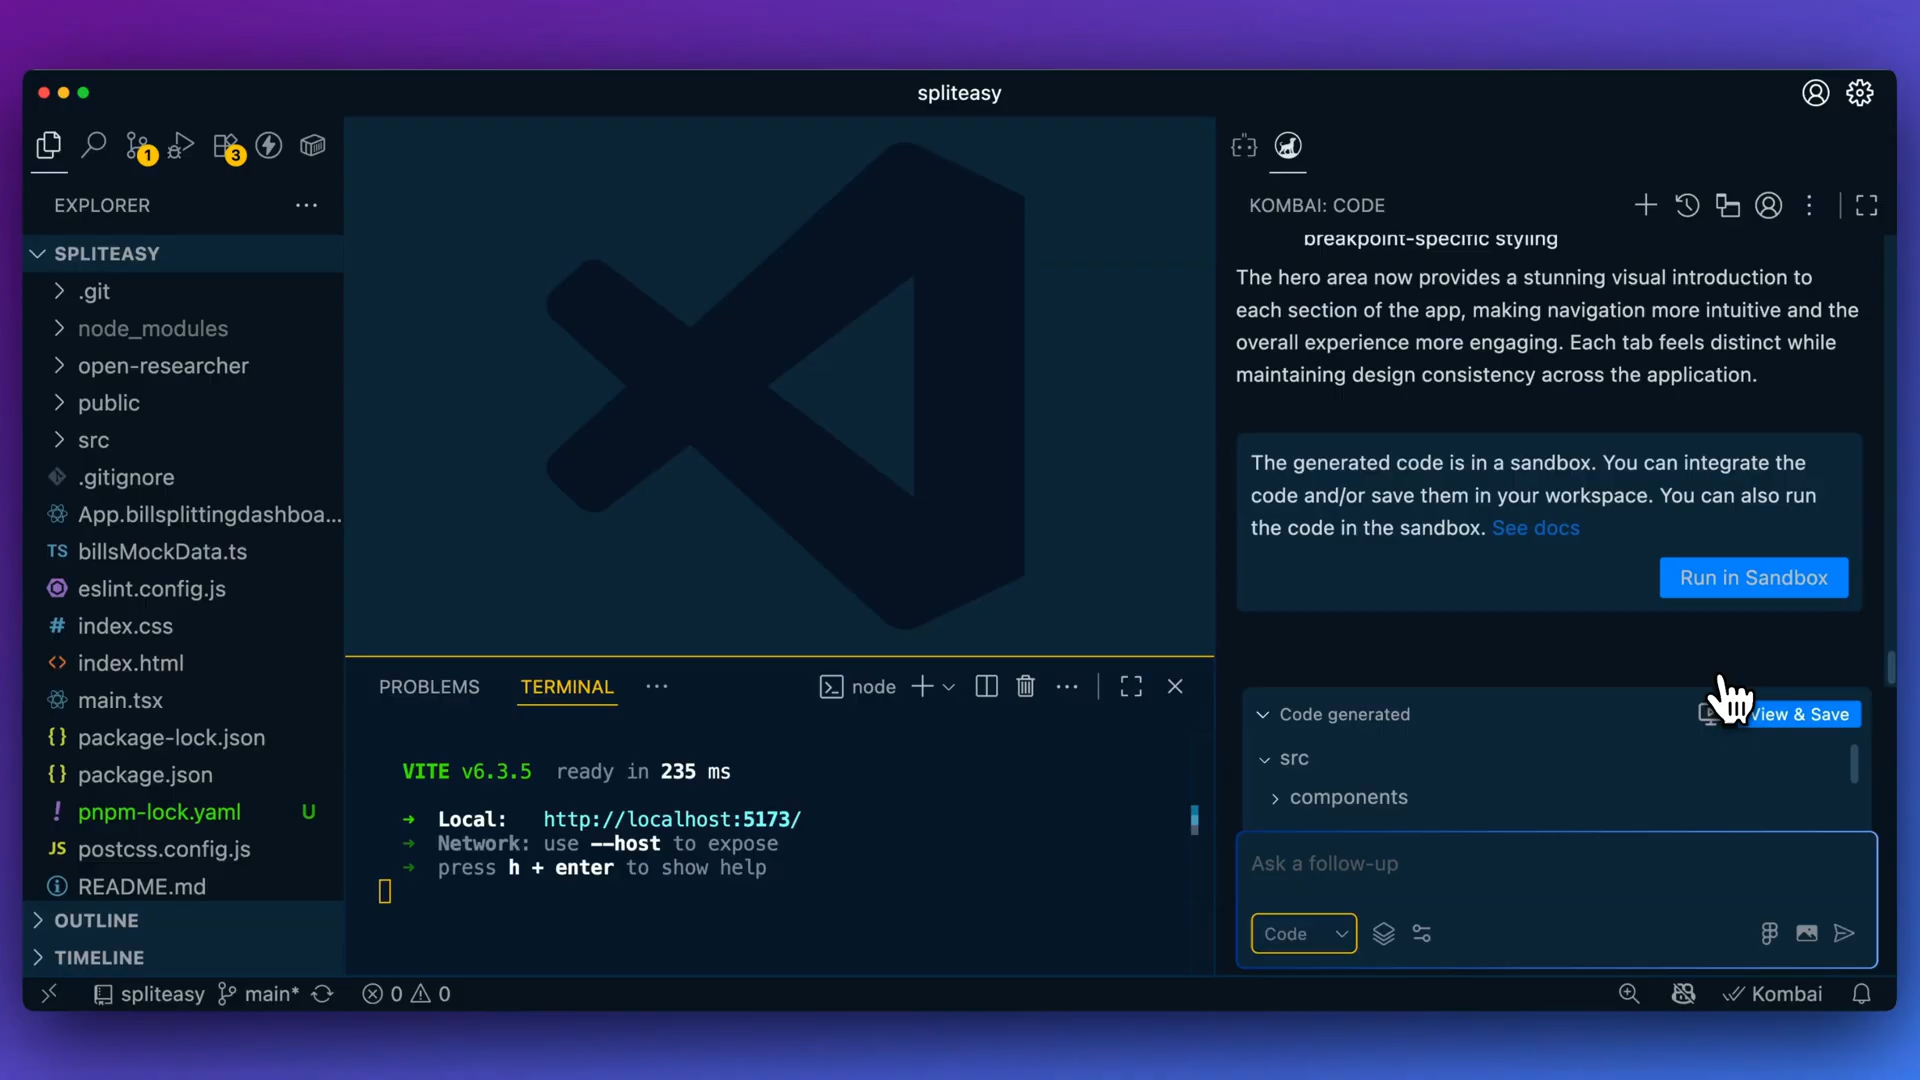 spliteasy
1
3
EXPLORER
SPLITEASY
.git
node_modules
open-researcher
public
src
.gitignore
App.billsplittingdashboa...
TS billsMockData.ts
eslint.config.js
# index.css
<> index.html
main.tsx
{} package-lock.json
{} package.json
! pnpm-lock.yaml U
JS postcss.config.js
README.md
OUTLINE
TIMELINE
PROBLEMS
TERMINAL
node
VITE v6.3.5 ready in 235 ms
➜ Local: http://localhost:5173/
➜ Network: use --host to expose
➜ press h + enter to show help
KOMBAI: CODE
breakpoint-specific styling
The hero area now provides a stunning visual introduction to
each section of the app, making navigation more intuitive and the
overall experience more engaging. Each tab feels distinct while
maintaining design consistency across the application.
The generated code is in a sandbox. You can integrate the
code and/or save them in your workspace. You can also run
the code in the sandbox. See docs
Run in Sandbox
Code generated
View & Save
src
components
Ask a follow-up
Code
spliteasy
main*
0
0
Kombai